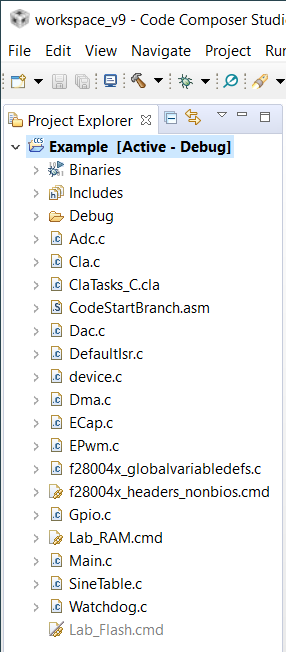 workspace_v9 - Code Composer Studi
File Edit View Navigate Project Run
Project Explorer
Example [Active - Debug]
Binaries
Includes
Debug
Adc.c
Cla.c
ClaTasks_C.cla
CodeStartBranch.asm
Dac.c
DefaultIsr.c
device.c
Dma.c
ECap.c
EPwm.c
f28004x_globalvariabledefs.c
f28004x_headers_nonbios.cmd
Gpio.c
Lab_RAM.cmd
Main.c
SineTable.c
Watchdog.c
Lab_Flash.cmd